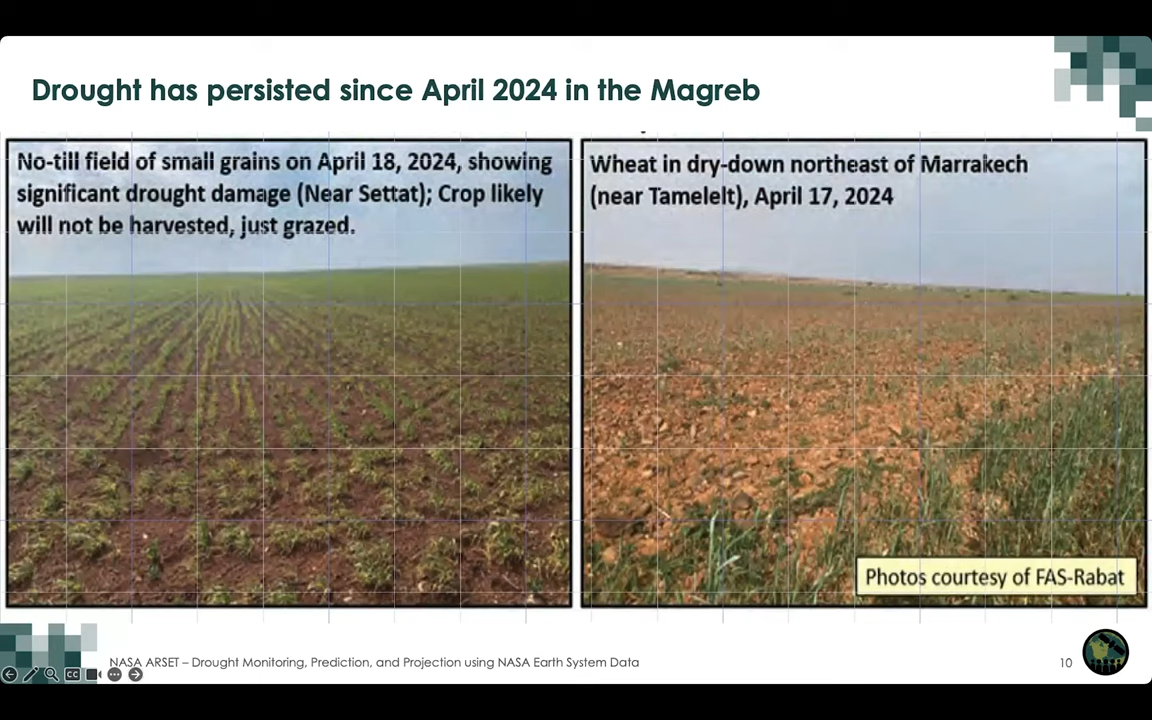 Drought has persisted since April 2024 in the Magreb
No-till field of small grains on April 18, 2024, showing
significant drought damage (Near Settat); Crop likely
will not be harvested, just grazed.
Wheat in dry-down northeast of Marrakech
(near Tamelelt), April 17, 2024
Photos courtesy of FAS-Rabat
NASA ARSET – Drought Monitoring, Prediction, and Projection using NASA Earth System Data
10
CC